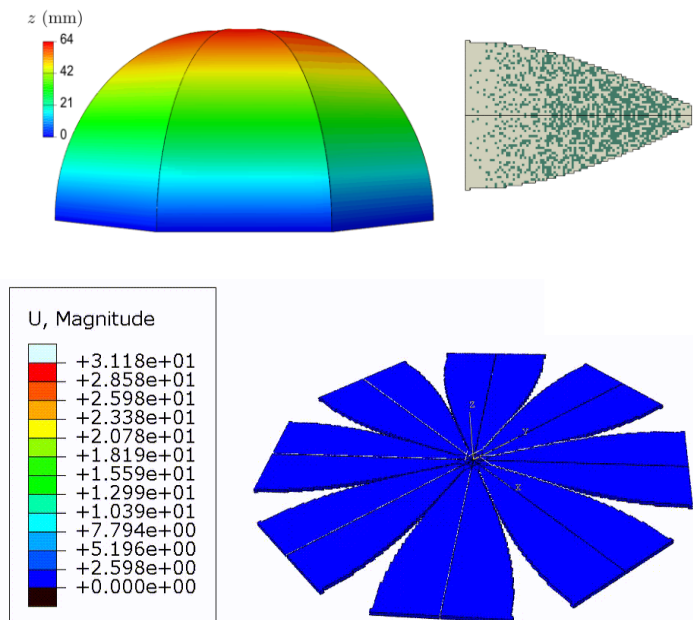 z (mm)
64
42
21
0
U, Magnitude
+3.118e+01
+2.858e+01
+2.598e+01
+2.338e+01
+2.078e+01
+1.819e+01
+1.559e+01
+1.299e+01
+1.039e+01
+7.794e+00
+5.196e+00
+2.598e+00
+0.000e+00
Z
Y
X